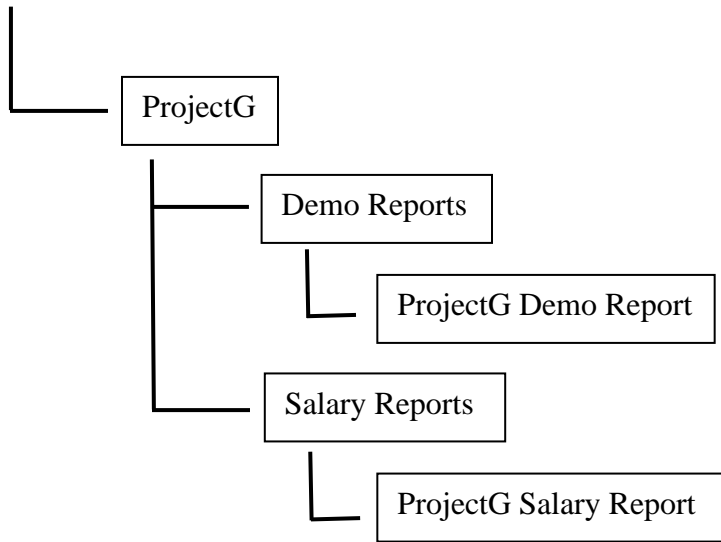 ProjectG
Demo Reports
ProjectG Demo Report
Salary Reports
ProjectG Salary Report